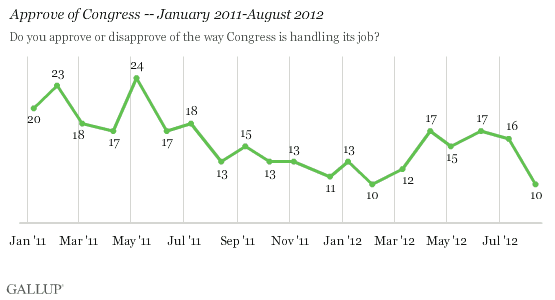 Approve of Congress -- January 2011-August 2012
Do you approve or disapprove of the way Congress is handling its job?
20
23
18
17
24
17
18
13
15
13
13
11
13
10
12
17
15
17
16
10
Jan '11
Mar '11
May '11
Jul '11
Sep '11
Nov '11
Jan '12
Mar '12
May '12
Jul '12
GALLUP